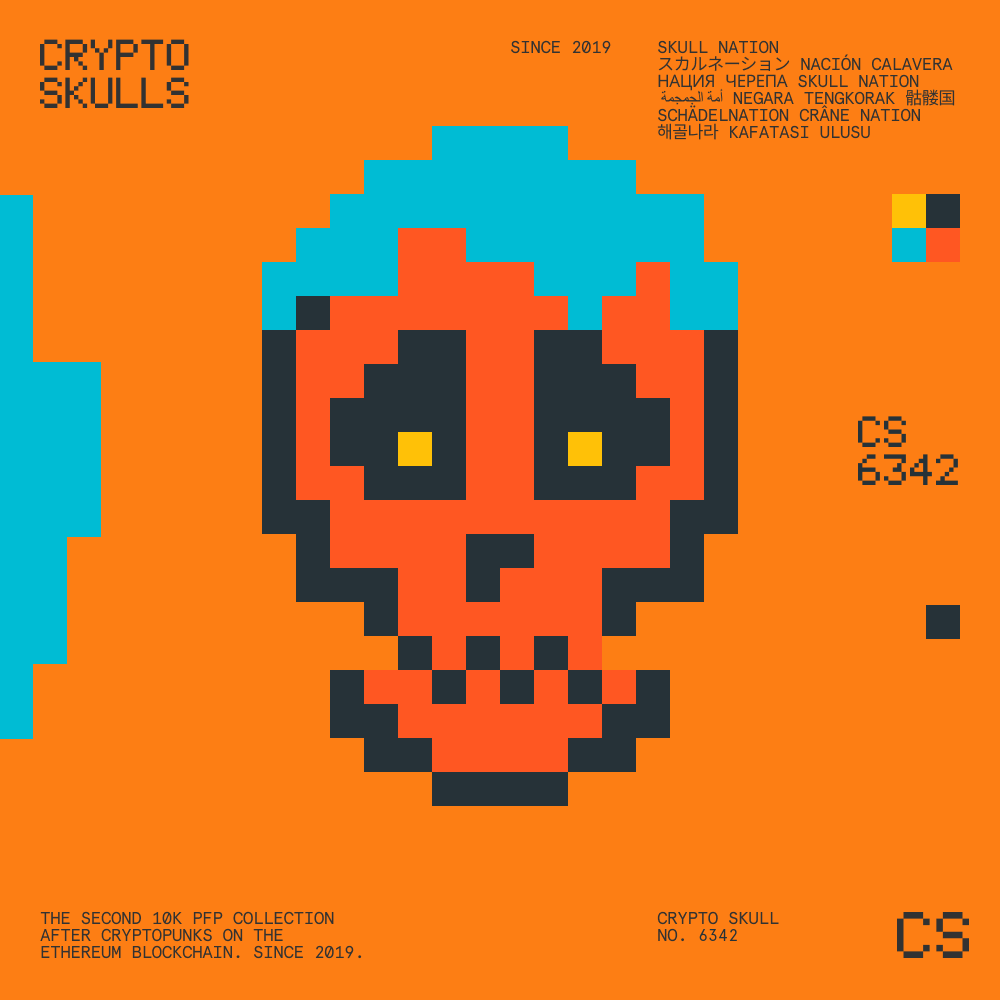 CRYPTO
SKULLS
SINCE 2019
SKULL NATION
スカルネーション NACIÓN CALAVERA
НАЦИЯ ЧЕРЕПА SKULL NATION
أمة الجمجمة NEGARA TENGKORAK 骷髅国
SCHÄDELNATION CRÂNE NATION
해골나라 KAFATASI ULUSU
CS
6342
THE SECOND 10K PFP COLLECTION
AFTER CRYPTOPUNKS ON THE
ETHEREUM BLOCKCHAIN. SINCE 2019.
CRYPTO SKULL
NO. 6342
CS